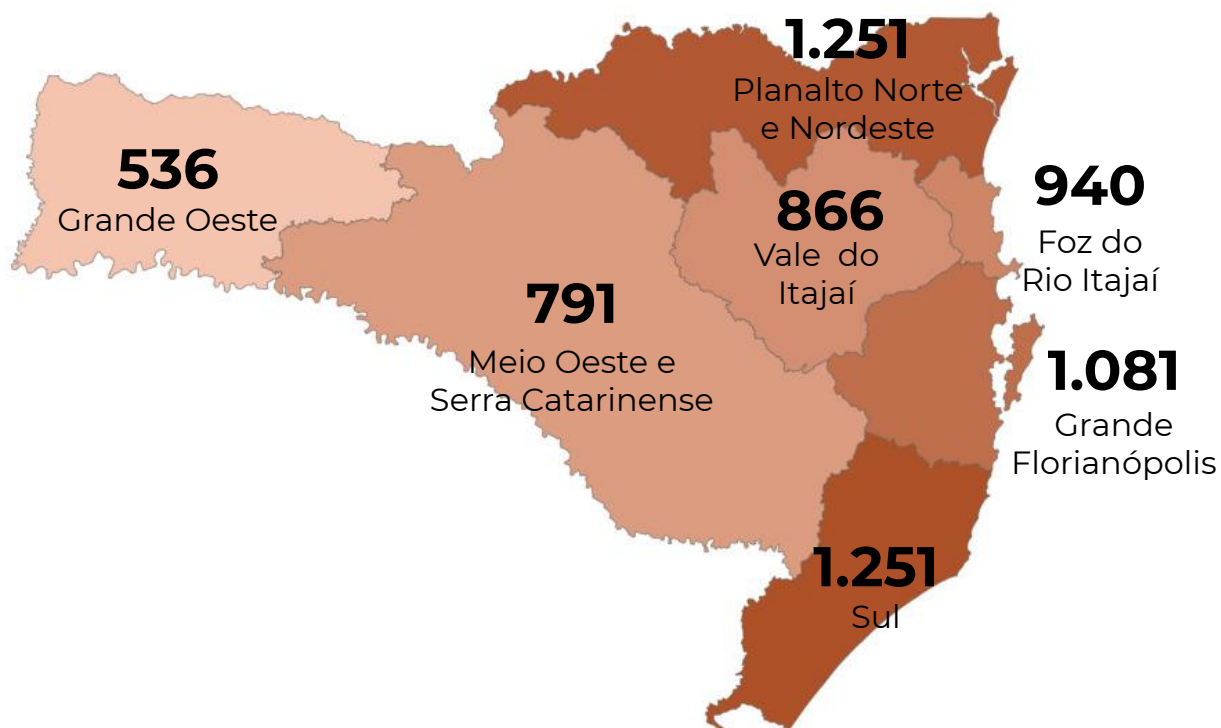 1.251
Planalto Norte
e Nordeste
536
Grande Oeste
866
Vale do
Itajaí
940
Foz do
Rio Itajaí
791
Meio Oeste e
Serra Catarinense
1.081
Grande
Florianópolis
1.251
Sul